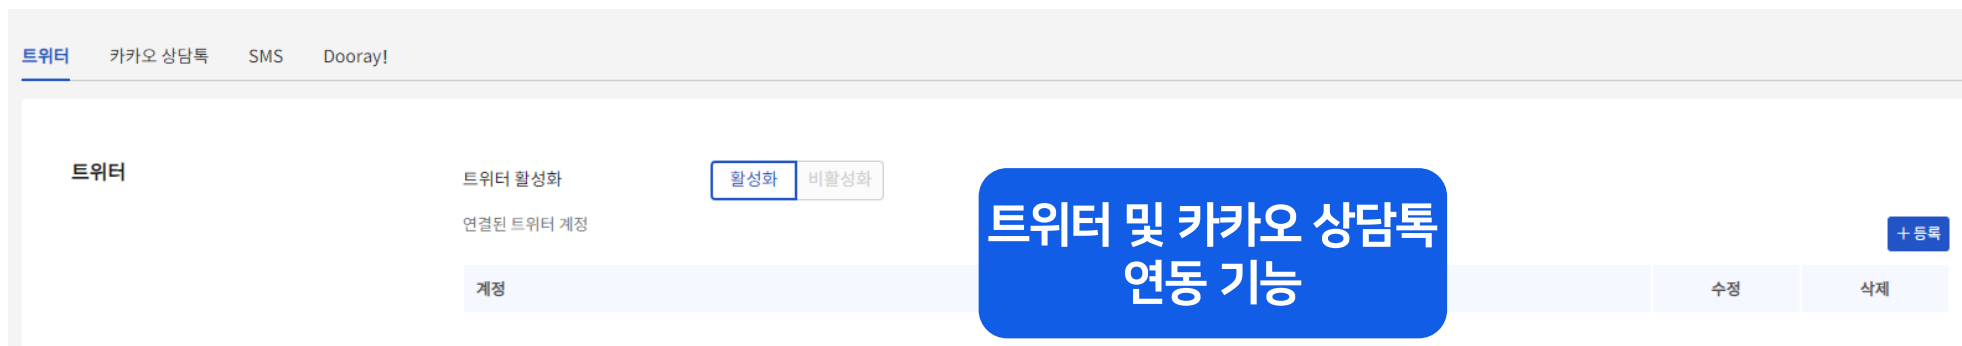 트위터 카카오 상담톡 SMS Dooray!
트위터
트위터 활성화 활성화 비활성화
연결된 트위터 계정
+ 등록
계정 수정 삭제
트위터 및 카카오 상담톡
연동 기능